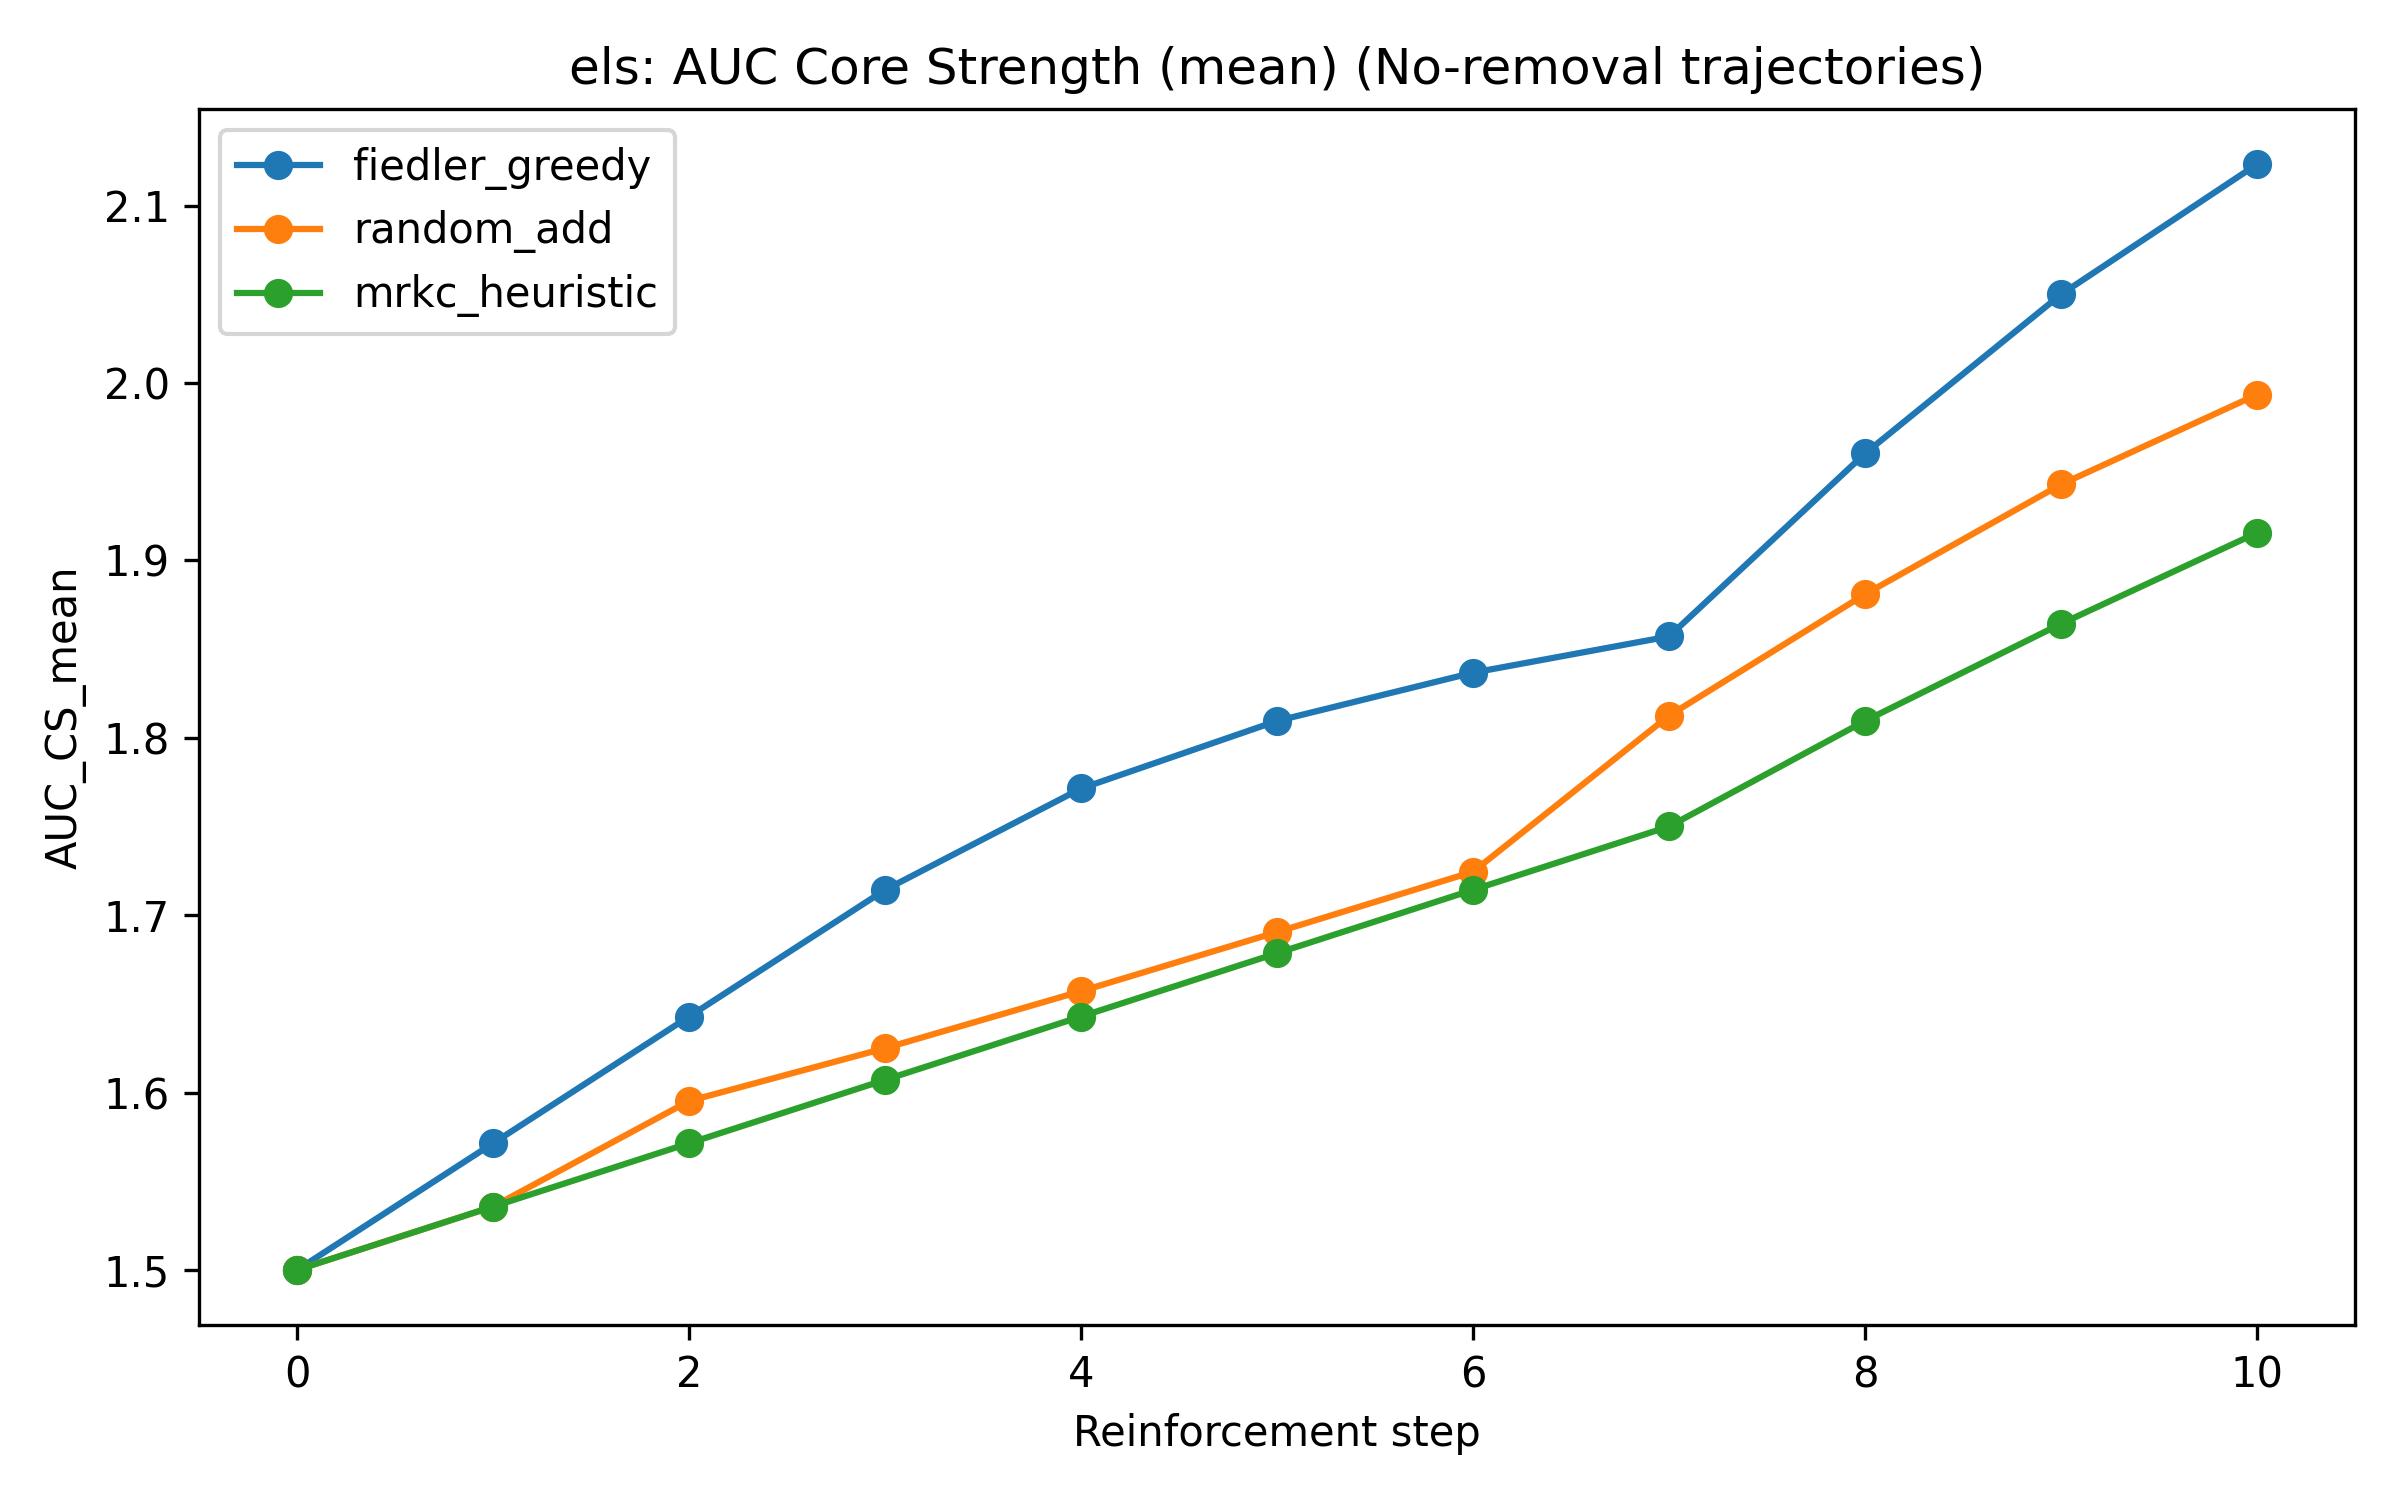 els: AUC Core Strength (mean) (No-removal trajectories)
fiedler_greedy
random_add
mrkc_heuristic
AUC_CS_mean
2.1
2.0
1.9
1.8
1.7
1.6
1.5
0 2 4 6 8 10
Reinforcement step